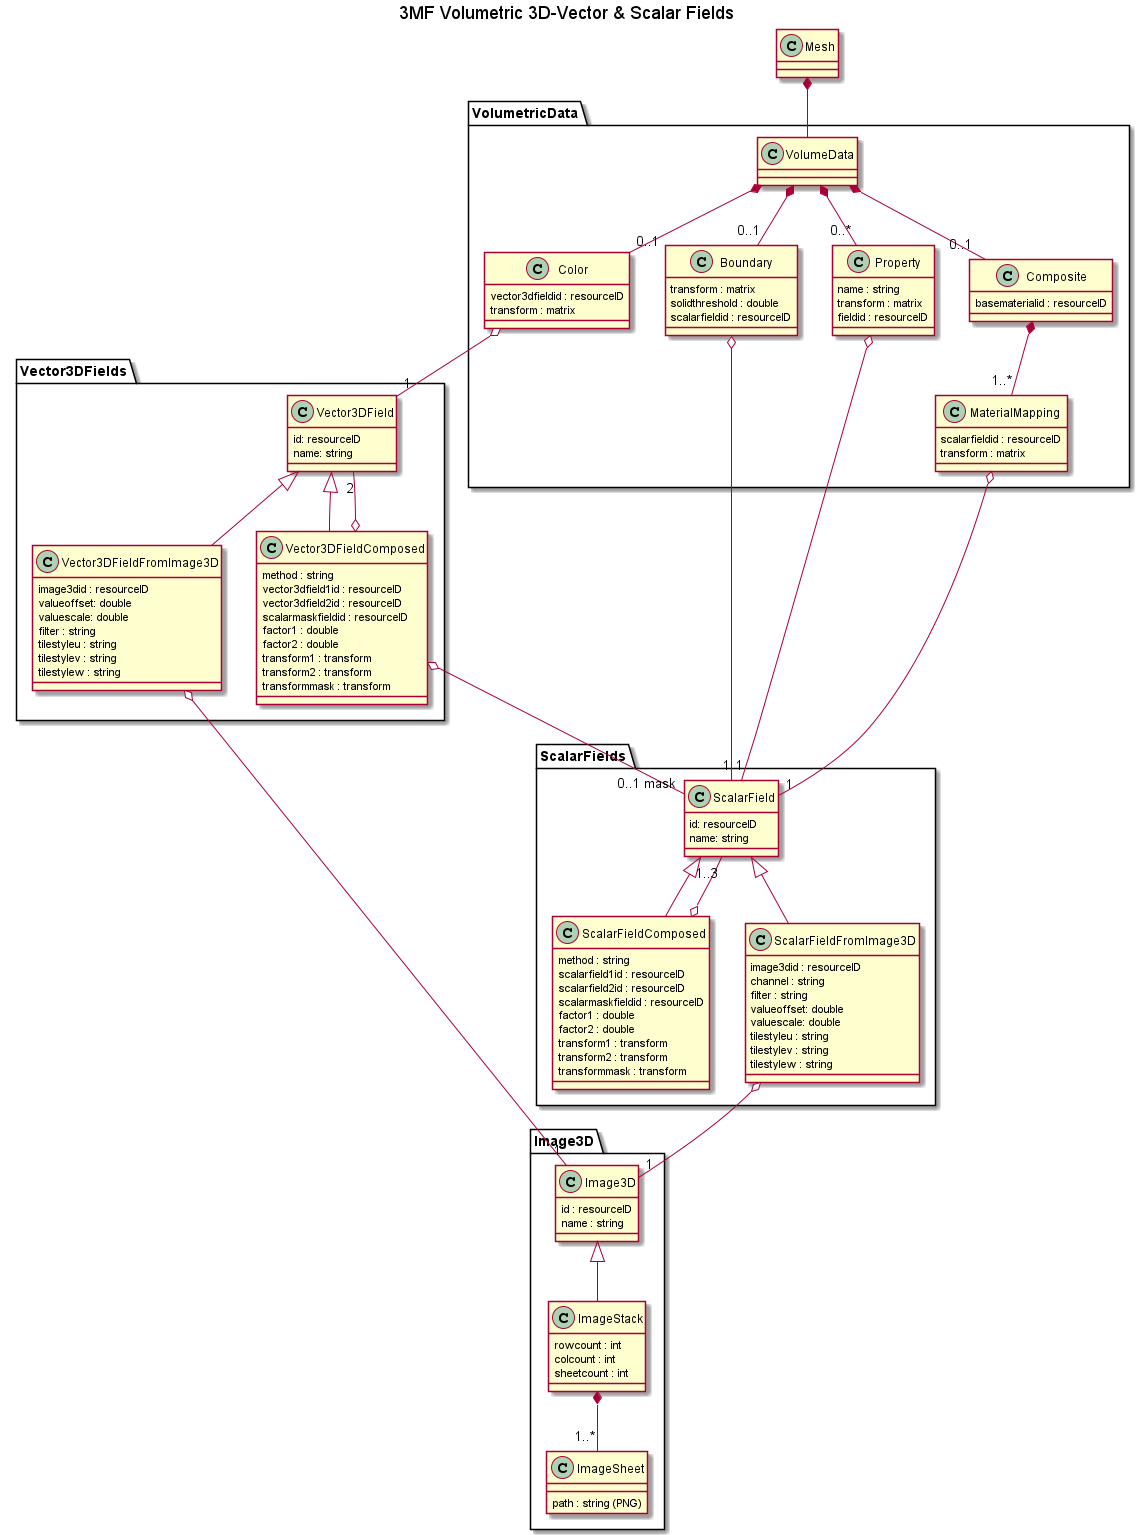 3MF Volumetric 3D-Vector & Scalar Fields
C Mesh
VolumetricData
C VolumeData
0..1
0..1
0..*
0..1
C Color
vector3dfieldid : resourceID
transform : matrix
C Boundary
transform : matrix
solidthreshold : double
scalarfieldid : resourceID
C Property
name : string
transform : matrix
fieldid : resourceID
C Composite
basematerialid : resourceID
1..*
C MaterialMapping
scalarfieldid : resourceID
transform : matrix
Vector3DFields
1
C Vector3DField
id: resourceID
name: string
2
C Vector3DFieldFromImage3D
image3did : resourceID
valueoffset: double
valuescale: double
filter : string
tilestyleu : string
tilestylev : string
tilestylew : string
C Vector3DFieldComposed
method : string
vector3dfield1id : resourceID
vector3dfield2id : resourceID
scalarmaskfieldid : resourceID
factor1 : double
factor2 : double
transform1 : transform
transform2 : transform
transformmask : transform
ScalarFields
1
1
0..1 mask
1
C ScalarField
id: resourceID
name: string
1..3
C ScalarFieldComposed
method : string
scalarfield1id : resourceID
scalarfield2id : resourceID
scalarmaskfieldid : resourceID
factor1 : double
factor2 : double
transform1 : transform
transform2 : transform
transformmask : transform
C ScalarFieldFromImage3D
image3did : resourceID
channel : string
filter : string
valueoffset: double
valuescale: double
tilestyleu : string
tilestylev : string
tilestylew : string
Image3D
1
1
C Image3D
id : resourceID
name : string
C ImageStack
rowcount : int
colcount : int
sheetcount : int
1..*
C ImageSheet
path : string (PNG)